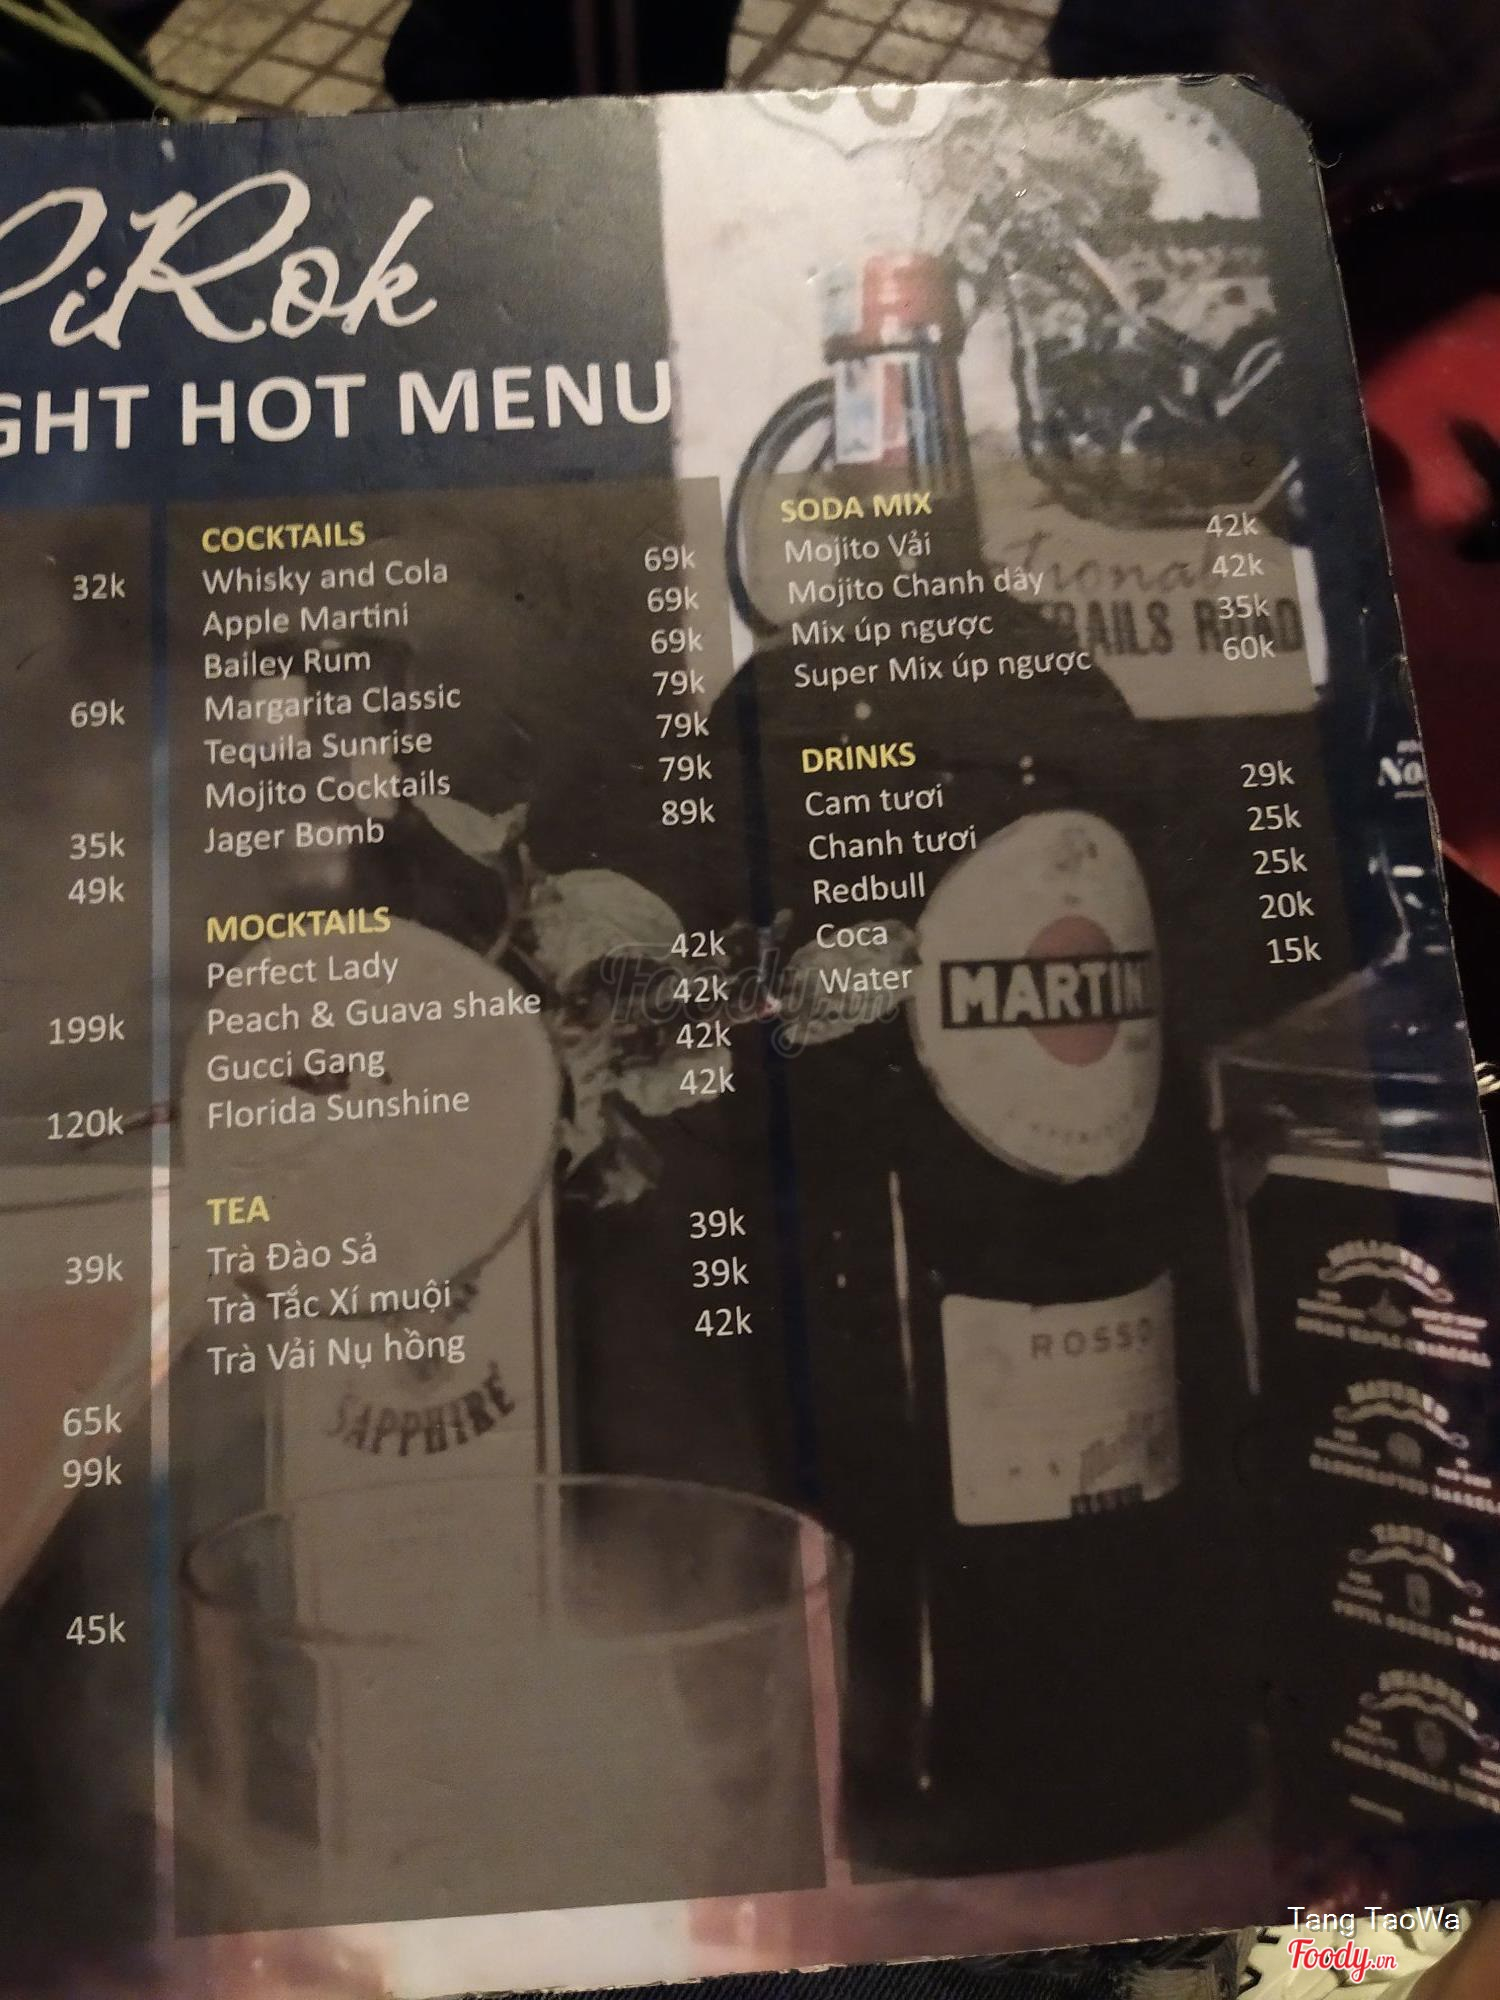 PiRok
GHT HOT MENU
32k
69k
35k
49k
199k
120k
39k
65k
99k
45k
COCKTAILS
Whisky and Cola 69k
Apple Martini 69k
Bailey Rum 69k
Margarita Classic 79k
Tequila Sunrise 79k
Mojito Cocktails 79k
Jager Bomb 89k
MOCKTAILS
Perfect Lady 42k
Peach & Guava shake 42k
Gucci Gang 42k
Florida Sunshine 42k
TEA
Trà Đào Sả 39k
Trà Tắc Xí muội 39k
Trà Vải Nụ hồng 42k
SODA MIX
Mojito Vải 42k
Mojito Chanh dây 42k
Mix úp ngược 35k
Super Mix úp ngược 60k
DRINKS
Cam tươi 29k
Chanh tươi 25k
Redbull 25k
Coca 20k
Water 15k
MARTINI
ROSSO
SAPPHIRE
Foody.vn
Tang TaoWa
Foody.vn